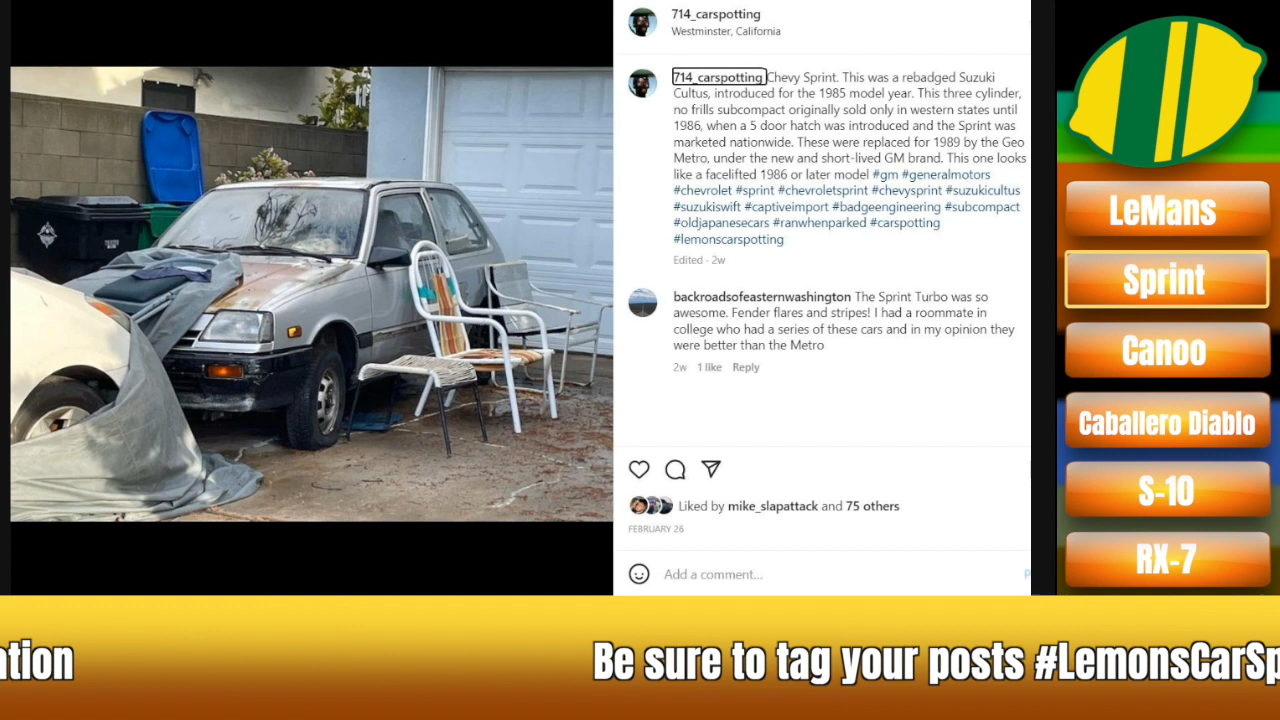 714_carspotting
Westminster, California
714_carspotting Chevy Sprint. This was a rebadged Suzuki
Cultus, introduced for the 1985 model year. This three cylinder,
no frills subcompact originally sold only in western states until
1986, when a 5 door hatch was introduced and the Sprint was
marketed nationwide. These were replaced for 1989 by the Geo
Metro, under the new and short-lived GM brand. This one looks
like a facelifted 1986 or later model #gm #generalmotors
#chevrolet #sprint #chevroletsprint #chevysprint #suzukicultus
#suzukiswift #captiveimport #badgeengineering #subcompact
#oldjapanesecars #ranwhenparked #carspotting
#lemonscarspotting
Edited · 2w
backroadsofeasternwashington The Sprint Turbo was so
awesome. Fender flares and stripes! I had a roommate in
college who had a series of these cars and in my opinion they
were better than the Metro
2w 1 like Reply
Liked by mike_slapattack and 75 others
FEBRUARY 26
Add a comment...
LeMans
Sprint
Canoo
Caballero Diablo
S-10
RX-7
ation
Be sure to tag your posts #LemonsCarSp